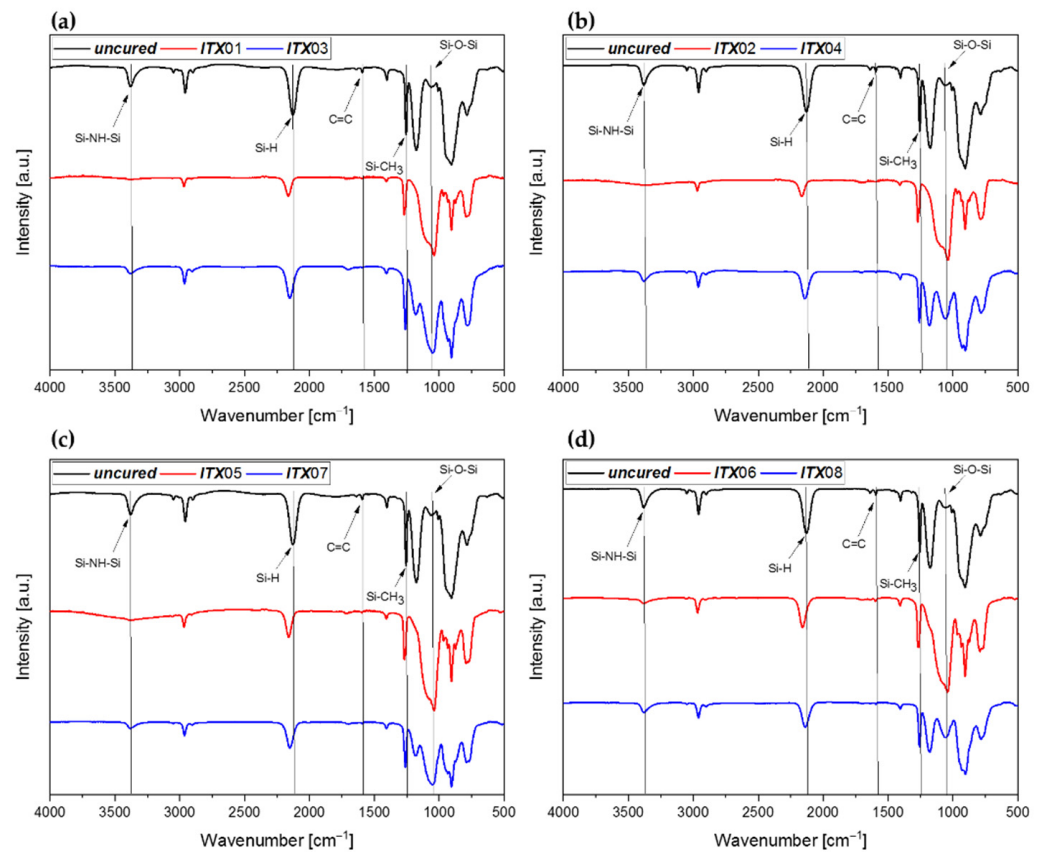 (a)
uncured ITX01 ITX03
Si-O-Si
Si-NH-Si
Si-H
C=C
Si-CH3
Intensity [a.u.]
4000 3500 3000 2500 2000 1500 1000 500
Wavenumber [cm−1]
(b)
uncured ITX02 ITX04
Si-O-Si
Si-NH-Si
Si-H
C=C
Si-CH3
Intensity [a.u.]
4000 3500 3000 2500 2000 1500 1000 500
Wavenumber [cm−1]
(c)
uncured ITX05 ITX07
Si-O-Si
Si-NH-Si
Si-H
C=C
Si-CH3
Intensity [a.u.]
4000 3500 3000 2500 2000 1500 1000 500
Wavenumber [cm−1]
(d)
uncured ITX06 ITX08
Si-O-Si
Si-NH-Si
Si-H
C=C
Si-CH3
Intensity [a.u.]
4000 3500 3000 2500 2000 1500 1000 500
Wavenumber [cm−1]